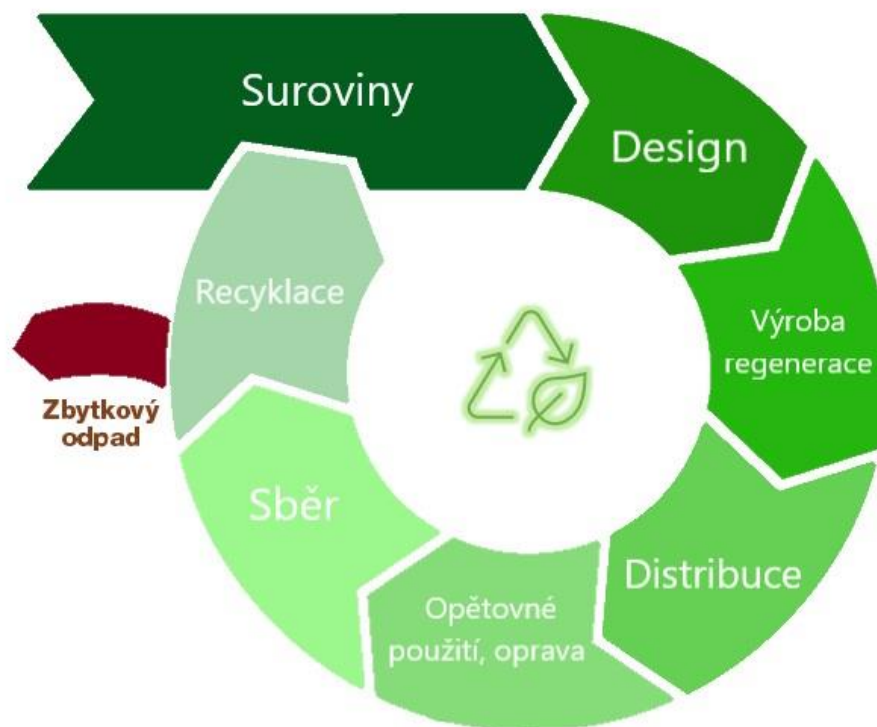 Suroviny
Design
Výroba
regenerace
Distribuce
Opětovné
použití, oprava
Sběr
Recyklace
Zbytkový
odpad